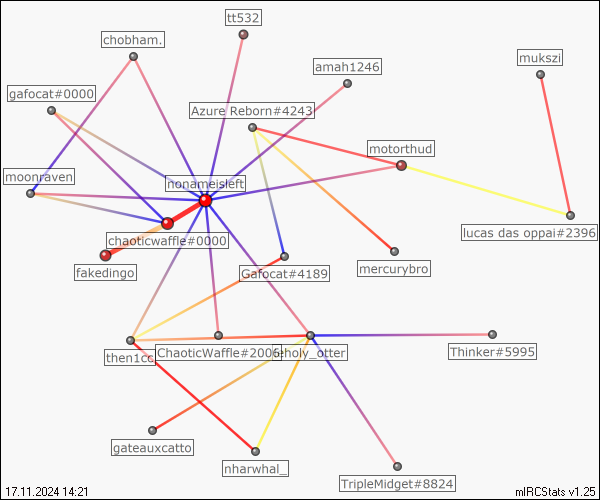 tt532
chobham.
mukszi
amah1246
gafocat#0000
Azure Reborn#4243
motorthud
moonraven
nonameisleft
chaoticwaffle#0000
lucas das oppai#2396
fakedingo
Gafocat#4189
mercurybro
then1cc
ChaoticWaffle#2006
eholy_otter
Thinker#5995
gateauxcatto
nharwhal_
TripleMidget#8824
17.11.2024 14:21
mIRCStats v1.25